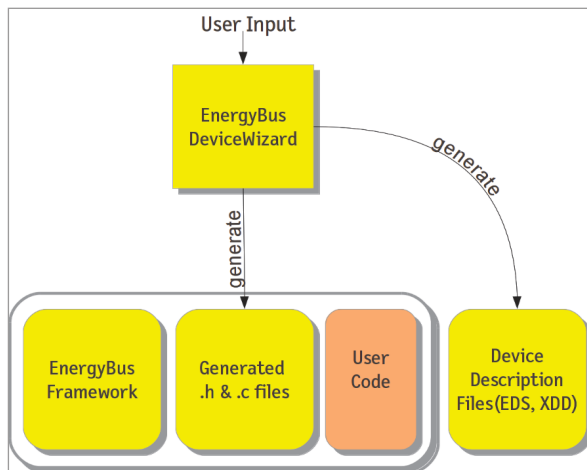 User Input
EnergyBus
DeviceWizard
generate
generate
EnergyBus
Framework
Generated
.h & .c files
User
Code
Device
Description
Files(EDS, XDD)